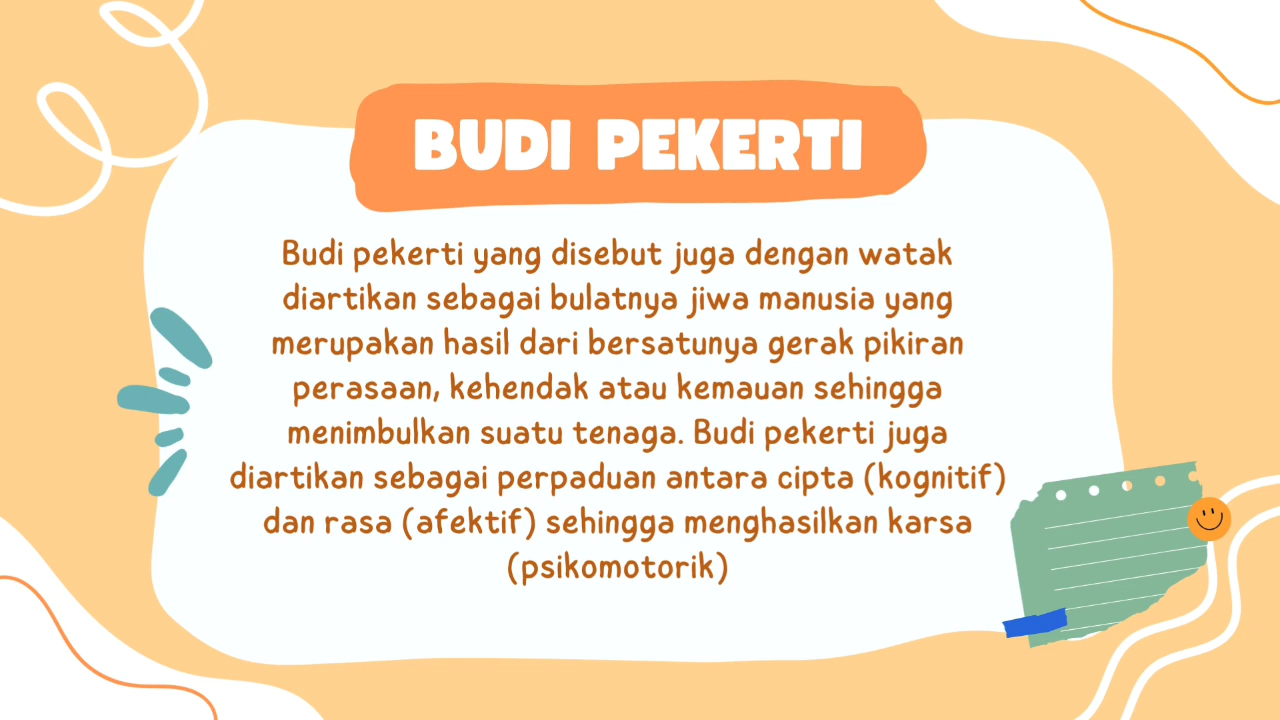 BUDI PEKERTI
Budi pekerti yang disebut juga dengan watak
diartikan sebagai bulatnya jiwa manusia yang
merupakan hasil dari bersatunya gerak pikiran
perasaan, kehendak atau kemauan sehingga
menimbulkan suatu tenaga. Budi pekerti juga
diartikan sebagai perpaduan antara cipta (kognitif)
dan rasa (afektif) sehingga menghasilkan karsa
(psikomotorik)